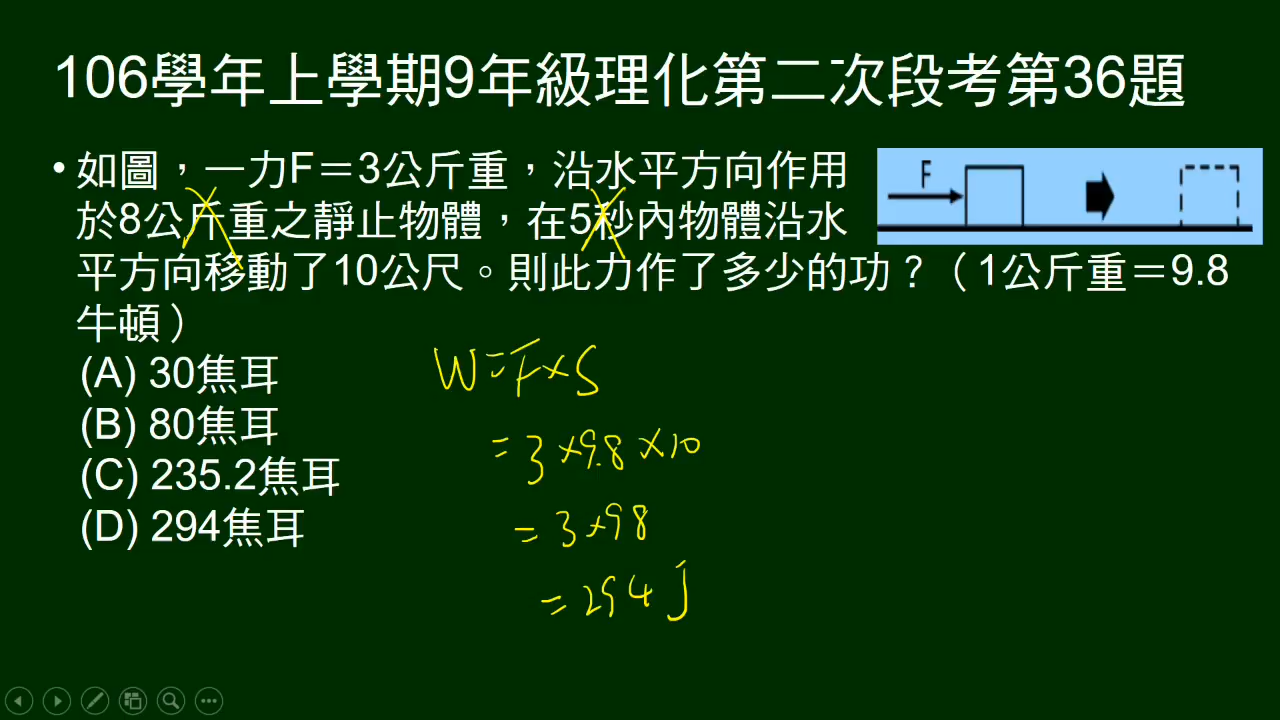 106學年上學期9年級理化第二次段考第36題
• 如圖，一力F＝3公斤重，沿水平方向作用
於8公斤重之靜止物體，在5秒內物體沿水
平方向移動了10公尺。則此力作了多少的功？（1公斤重＝9.8
牛頓）
(A) 30焦耳
(B) 80焦耳
(C) 235.2焦耳
(D) 294焦耳
F
W=F×S
=3×9.8×10
=3×98
=294 J